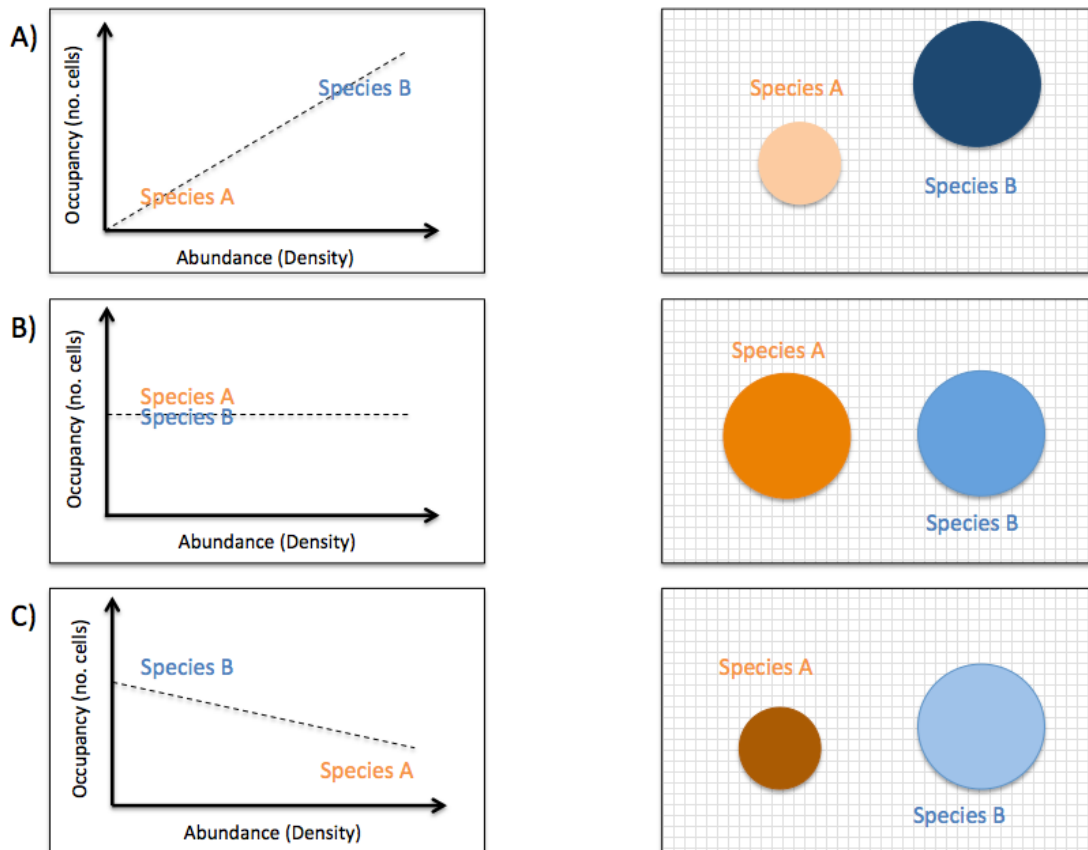 A)
Occupancy (no. cells)
Species B
Species A
Abundance (Density)
Species A
Species B
B)
Occupancy (no. cells)
Species A
Species B
Abundance (Density)
Species A
Species B
C)
Occupancy (no. cells)
Species B
Species A
Abundance (Density)
Species A
Species B